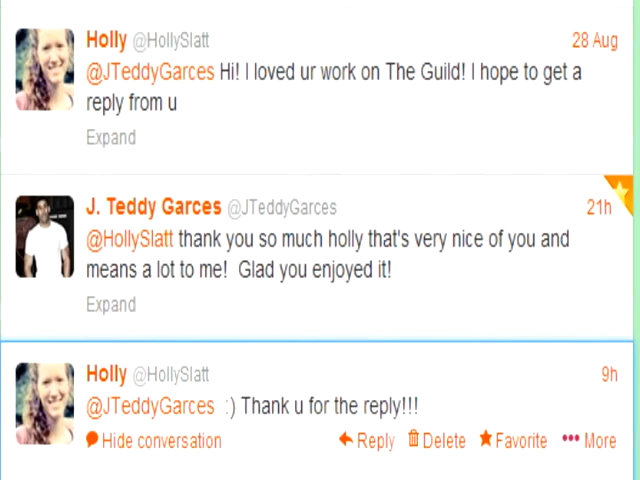 Holly @HollySlatt 28 Aug
@JTeddyGarces Hi! I loved ur work on The Guild! I hope to get a
reply from u
Expand
J. Teddy Garces @JTeddyGarces 21h
@HollySlatt thank you so much holly that's very nice of you and
means a lot to me!  Glad you enjoyed it!
Expand
Holly @HollySlatt 9h
@JTeddyGarces  :) Thank u for the reply!!!
Hide conversation Reply Delete Favorite More